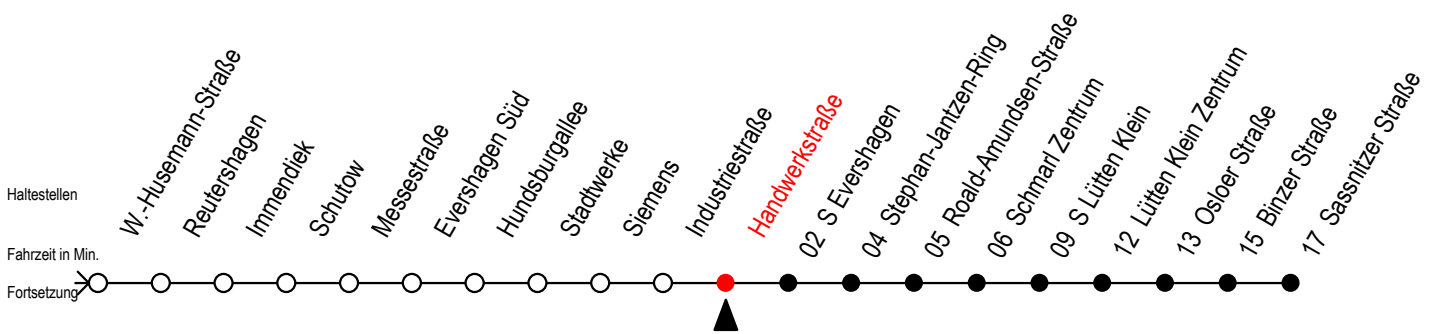 Haltestellen
W.-Husemann-Straße
Reutershagen
Immendiek
Schutow
Messestraße
Evershagen Süd
Hundsburgallee
Stadtwerke
Siemens
Industriestraße
Handwerkstraße
02 S Evershagen
04 Stephan-Jantzen-Ring
05 Roald-Amundsen-Straße
06 Schmarl Zentrum
09 S Lütten Klein
12 Lütten Klein Zentrum
13 Osloer Straße
15 Binzer Straße
17 Sassnitzer Straße
Fahrzeit in Min.
Fortsetzung